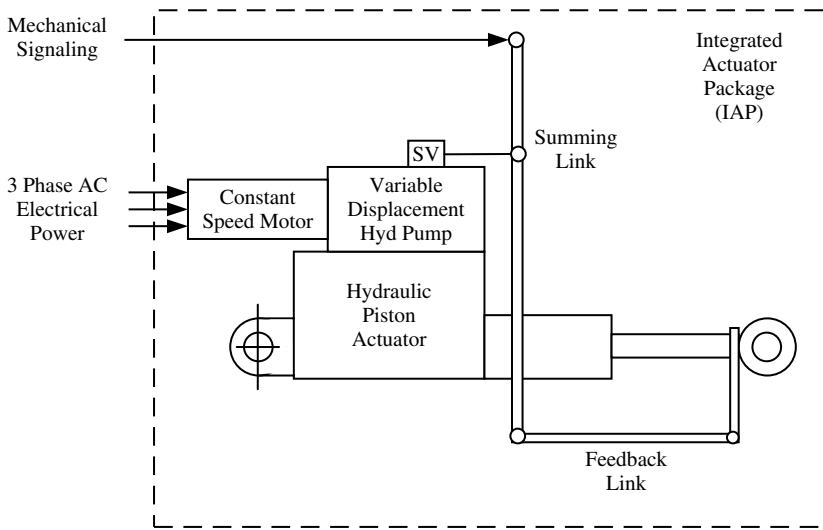 Mechanical
Signaling
Integrated
Actuator
Package
(IAP)
Summing
Link
SV
3 Phase AC
Electrical
Power
Constant
Speed Motor
Variable
Displacement
Hyd Pump
Hydraulic
Piston
Actuator
Feedback
Link